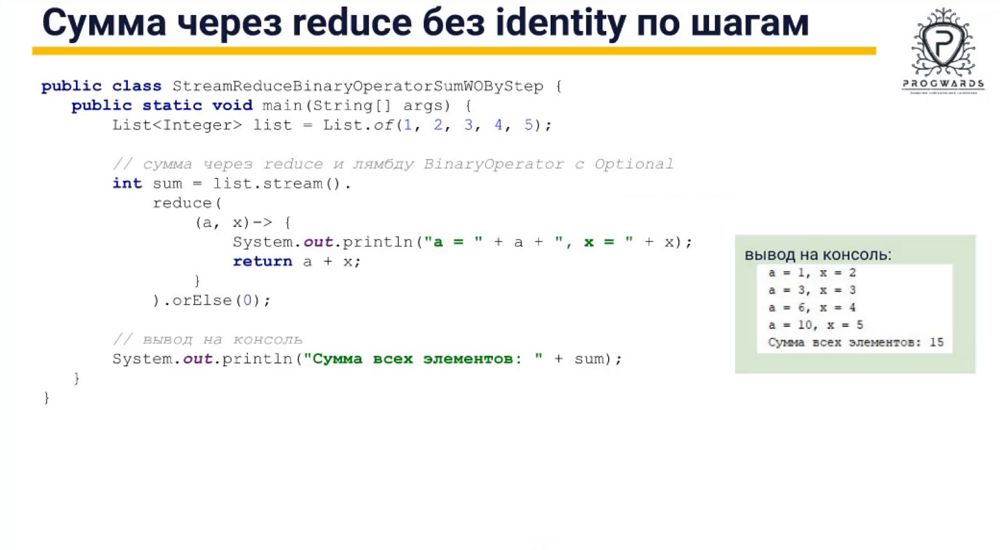 Сумма через reduce без identity по шагам
PROGWARDS
public class StreamReduceBinaryOperatorSumWOByStep {
public static void main(String[] args) {
List<Integer> list = List.of(1, 2, 3, 4, 5);
// сумма через reduce и лямбду BinaryOperator с Optional
int sum = list.stream().
reduce(
(a, x)-> {
System.out.println("a = " + a + ", x = " + x);
return a + x;
}
).orElse(0);
// вывод на консоль
System.out.println("Сумма всех элементов: " + sum);
}
}
вывод на консоль:
a = 1, x = 2
a = 3, x = 3
a = 6, x = 4
a = 10, x = 5
Сумма всех элементов: 15